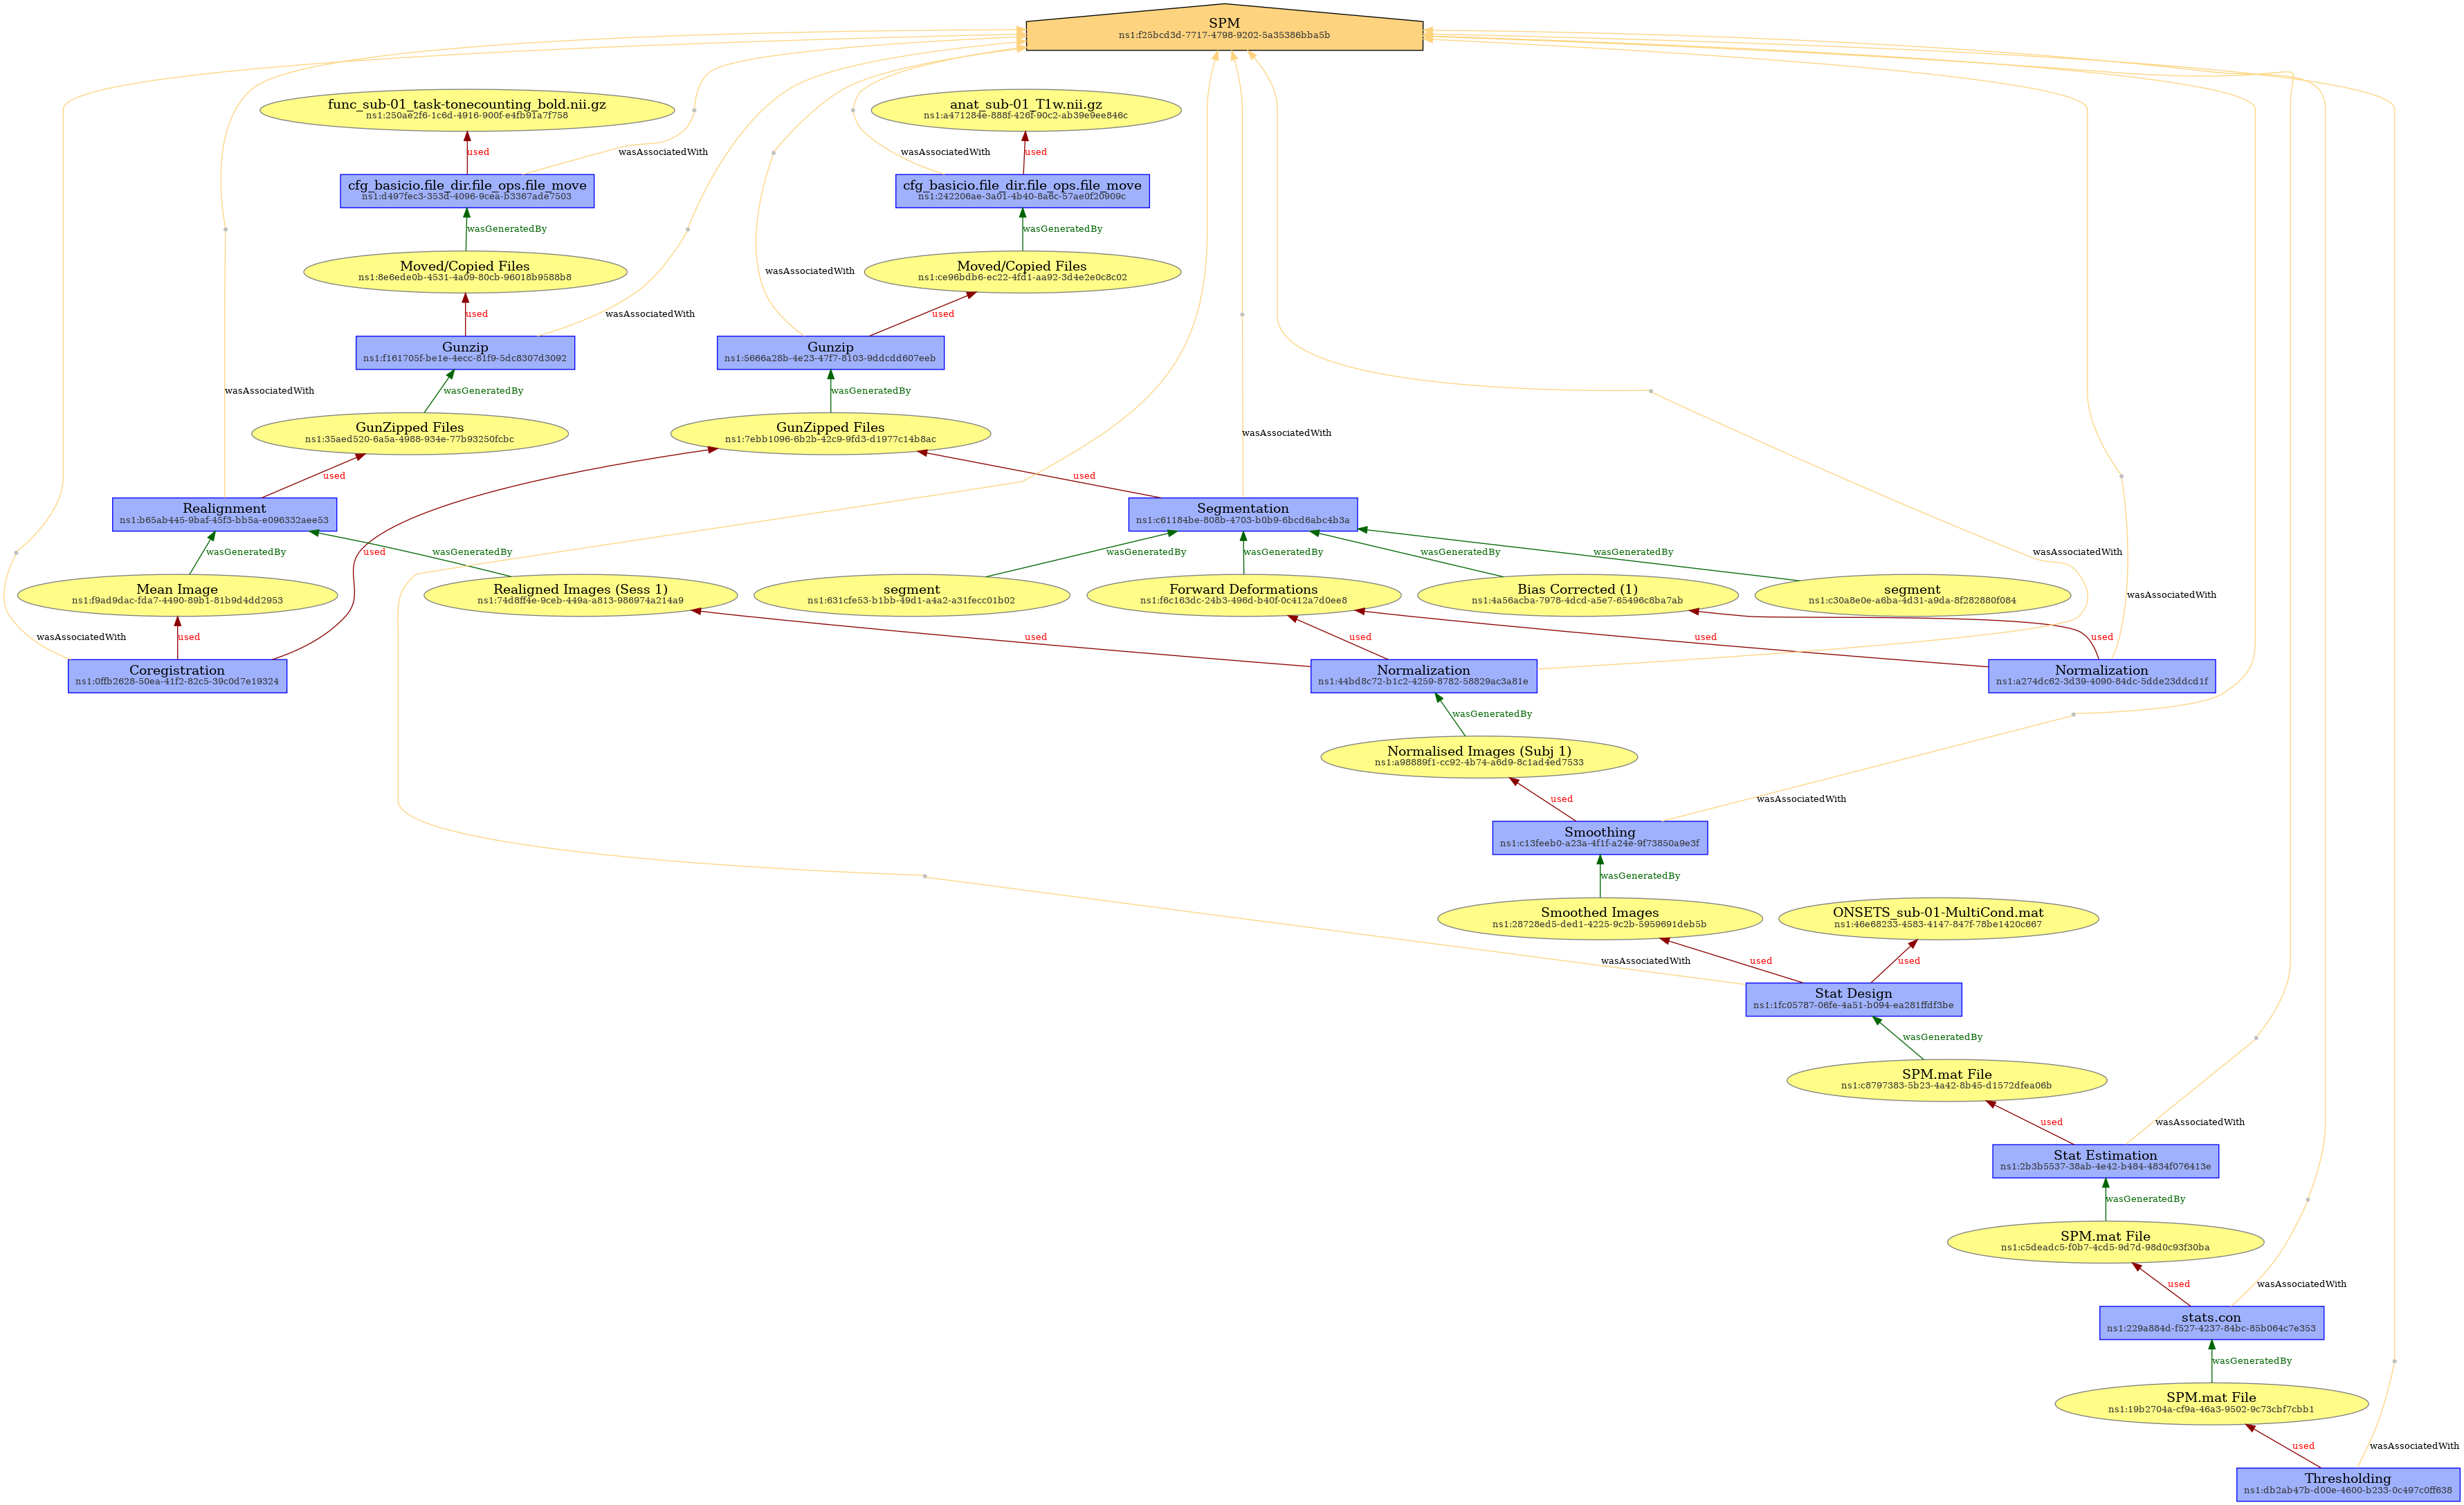 SPM
ns1:f25bcd3d-7717-4798-9202-5a35386bba5b
func_sub-01_task-tonecounting_bold.nii.gz
ns1:250ae2f6-1c6d-4916-900f-e4fb91a7f758
anat_sub-01_T1w.nii.gz
ns1:a471284e-888f-426f-90c2-ab39e9ee846c
used
wasAssociatedWith
wasAssociatedWith
used
cfg_basicio.file_dir.file_ops.file_move
ns1:d497fec3-353d-4096-9cea-b3367ade7503
cfg_basicio.file_dir.file_ops.file_move
ns1:242206ae-3a01-4b40-8a6c-57ae0f20909c
wasGeneratedBy
wasGeneratedBy
Moved/Copied Files
ns1:8e6ede0b-4531-4a09-80cb-96018b9588b8
wasAssociatedWith
Moved/Copied Files
ns1:ce96bdb6-ec22-4fd1-aa92-3d4e2e0c8c02
used
wasAssociatedWith
used
Gunzip
ns1:f161705f-be1e-4ecc-81f9-5dc8307d3092
Gunzip
ns1:5666a28b-4e23-47f7-8103-9ddcdd607eeb
wasAssociatedWith
wasGeneratedBy
wasGeneratedBy
GunZipped Files
ns1:35aed520-6a5a-4988-934e-77b93250fcbc
GunZipped Files
ns1:7ebb1096-6b2b-42c9-9fd3-d1977c14b8ac
wasAssociatedWith
used
used
Realignment
ns1:b65ab445-9baf-45f3-bb5a-e096332aee53
Segmentation
ns1:c61184be-808b-4703-b0b9-6bcd6abc4b3a
wasGeneratedBy
used
wasGeneratedBy
wasGeneratedBy
wasGeneratedBy
wasGeneratedBy
wasGeneratedBy
wasAssociatedWith
Mean Image
ns1:f9ad9dac-fda7-4490-89b1-81b9d4dd2953
Realigned Images (Sess 1)
ns1:74d8ff4e-9ceb-449a-a813-986974a214a9
segment
ns1:631cfe53-b1bb-49d1-a4a2-a31fecc01b02
Forward Deformations
ns1:f6c163dc-24b3-496d-b40f-0c412a7d0ee8
Bias Corrected (1)
ns1:4a56acba-7978-4dcd-a5e7-65496c8ba7ab
segment
ns1:c30a8e0e-a6ba-4d31-a9da-8f282880f084
wasAssociatedWith
wasAssociatedWith
used
used
used
used
used
Coregistration
ns1:0ffb2628-50ea-41f2-82c5-39c0d7e19324
Normalization
ns1:44bd8c72-b1c2-4259-8782-58829ac3a81e
Normalization
ns1:a274dc62-3d39-4090-84dc-5dde23ddcd1f
wasGeneratedBy
Normalised Images (Subj 1)
ns1:a98889f1-cc92-4b74-a6d9-8c1ad4ed7533
used
wasAssociatedWith
Smoothing
ns1:c13feeb0-a23a-4f1f-a24e-9f73850a9e3f
wasGeneratedBy
Smoothed Images
ns1:28728ed5-ded1-4225-9c2b-5959691deb5b
ONSETS_sub-01-MultiCond.mat
ns1:46e68233-4583-4147-847f-78be1420c667
wasAssociatedWith
used
used
Stat Design
ns1:1fc05787-06fe-4a51-b094-ea281ffdf3be
wasGeneratedBy
SPM.mat File
ns1:c8797383-5b23-4a42-8b45-d1572dfea06b
used
wasAssociatedWith
Stat Estimation
ns1:2b3b5537-38ab-4e42-b484-4834f076413e
wasGeneratedBy
SPM.mat File
ns1:c5deadc5-f0b7-4cd5-9d7d-98d0c93f30ba
used
wasAssociatedWith
stats.con
ns1:229a884d-f527-4237-84bc-85b064c7e353
wasGeneratedBy
SPM.mat File
ns1:19b2704a-cf9a-46a3-9502-9c73cbf7cbb1
used
wasAssociatedWith
Thresholding
ns1:db2ab47b-d00e-4600-b233-0c497c0ff638